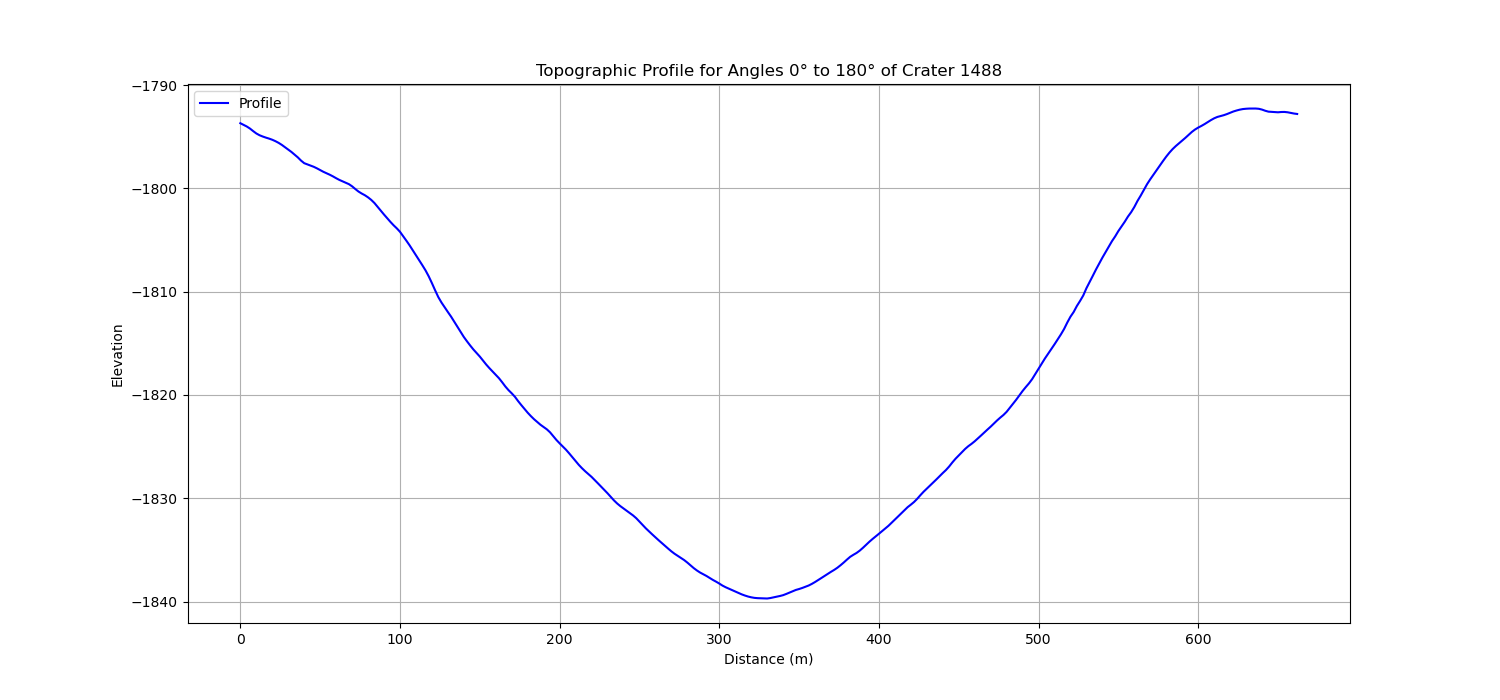 Topographic Profile for Angles 0° to 180° of Crater 1488
Profile
Elevation
−1790
−1800
−1810
−1820
−1830
−1840
0 100 200 300 400 500 600
Distance (m)